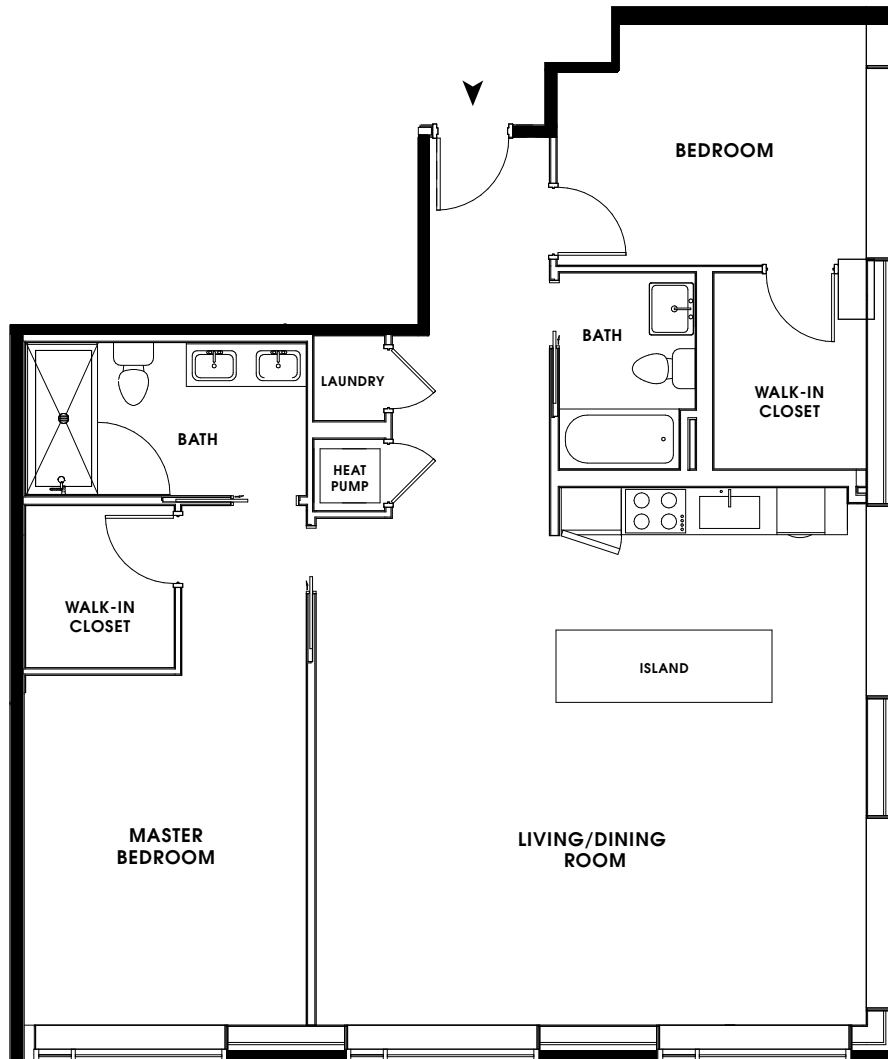 BEDROOM
BATH
LAUNDRY
WALK-IN
CLOSET
BATH
HEAT
PUMP
WALK-IN
CLOSET
ISLAND
MASTER
BEDROOM
LIVING/DINING
ROOM